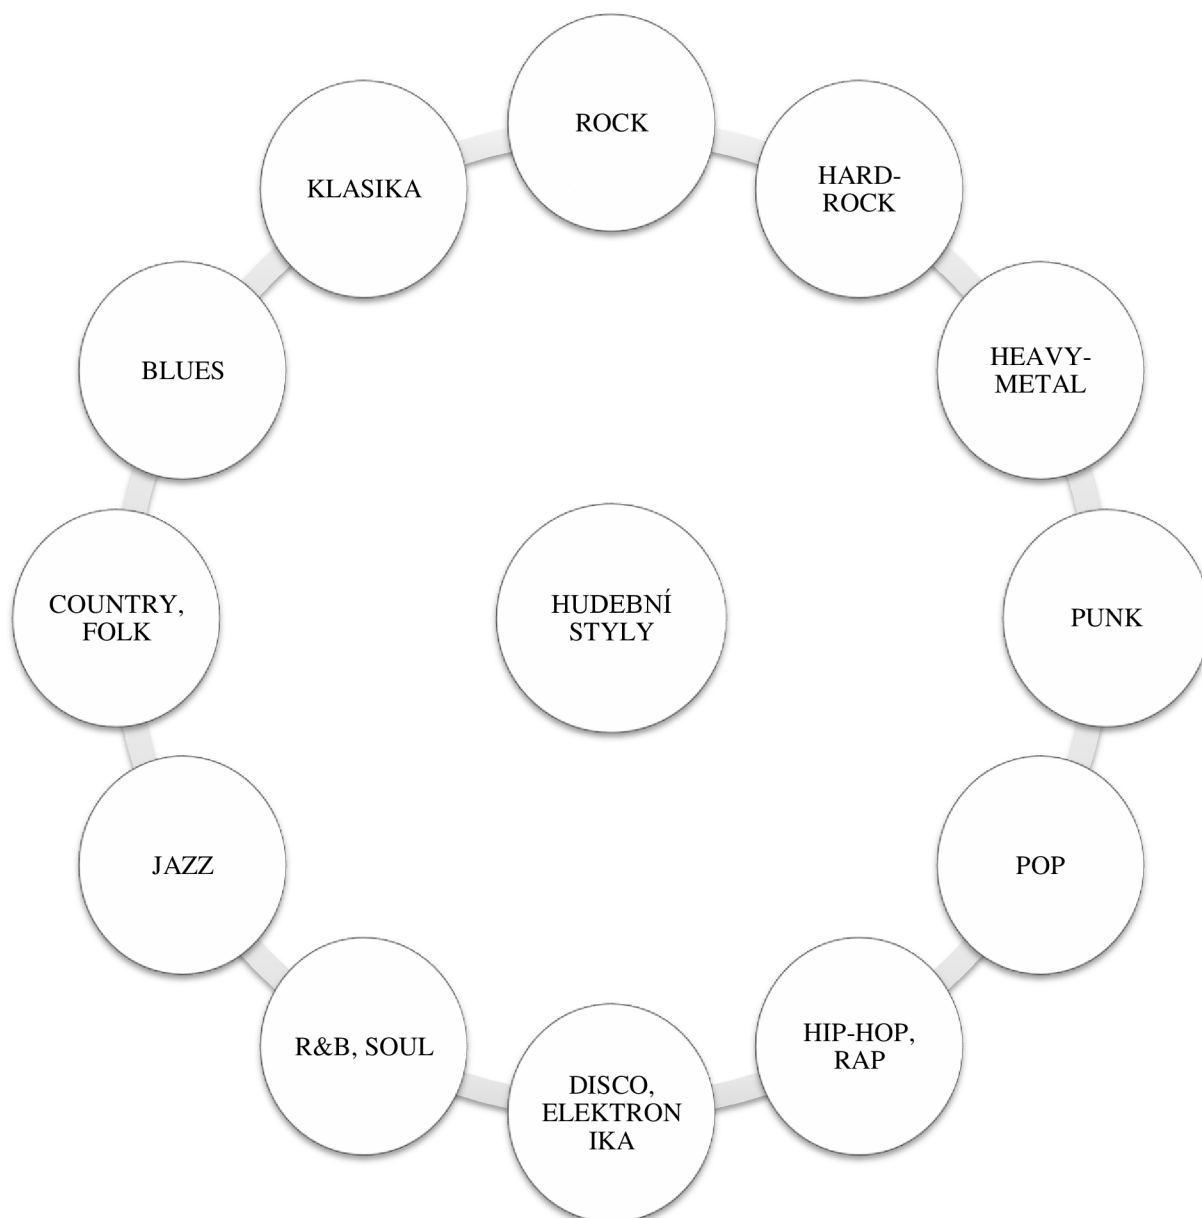 ROCK
HARD-
ROCK
HEAVY-
METAL
PUNK
POP
HIP-HOP,
RAP
DISCO,
ELEKTRON
IKA
R&B, SOUL
JAZZ
COUNTRY,
FOLK
BLUES
KLASIKA
HUDEBNÍ
STYLY